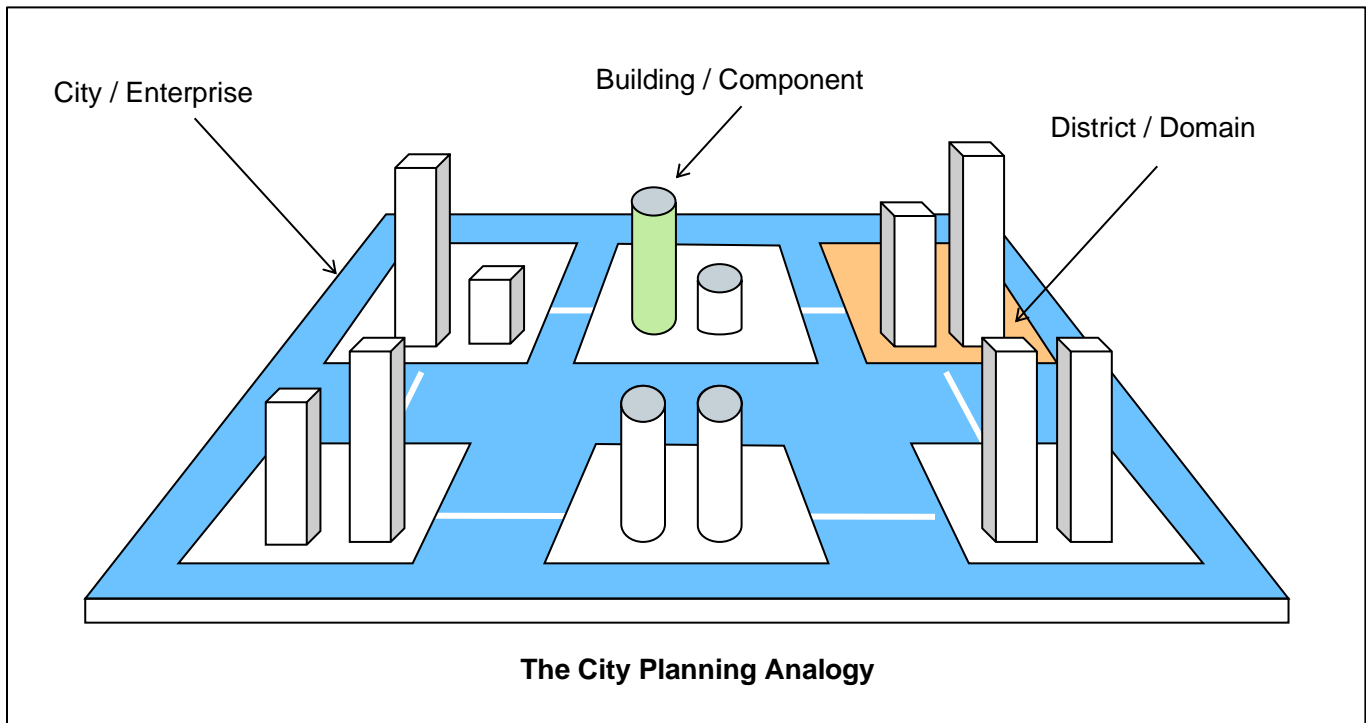 City / Enterprise
Building / Component
District / Domain
The City Planning Analogy